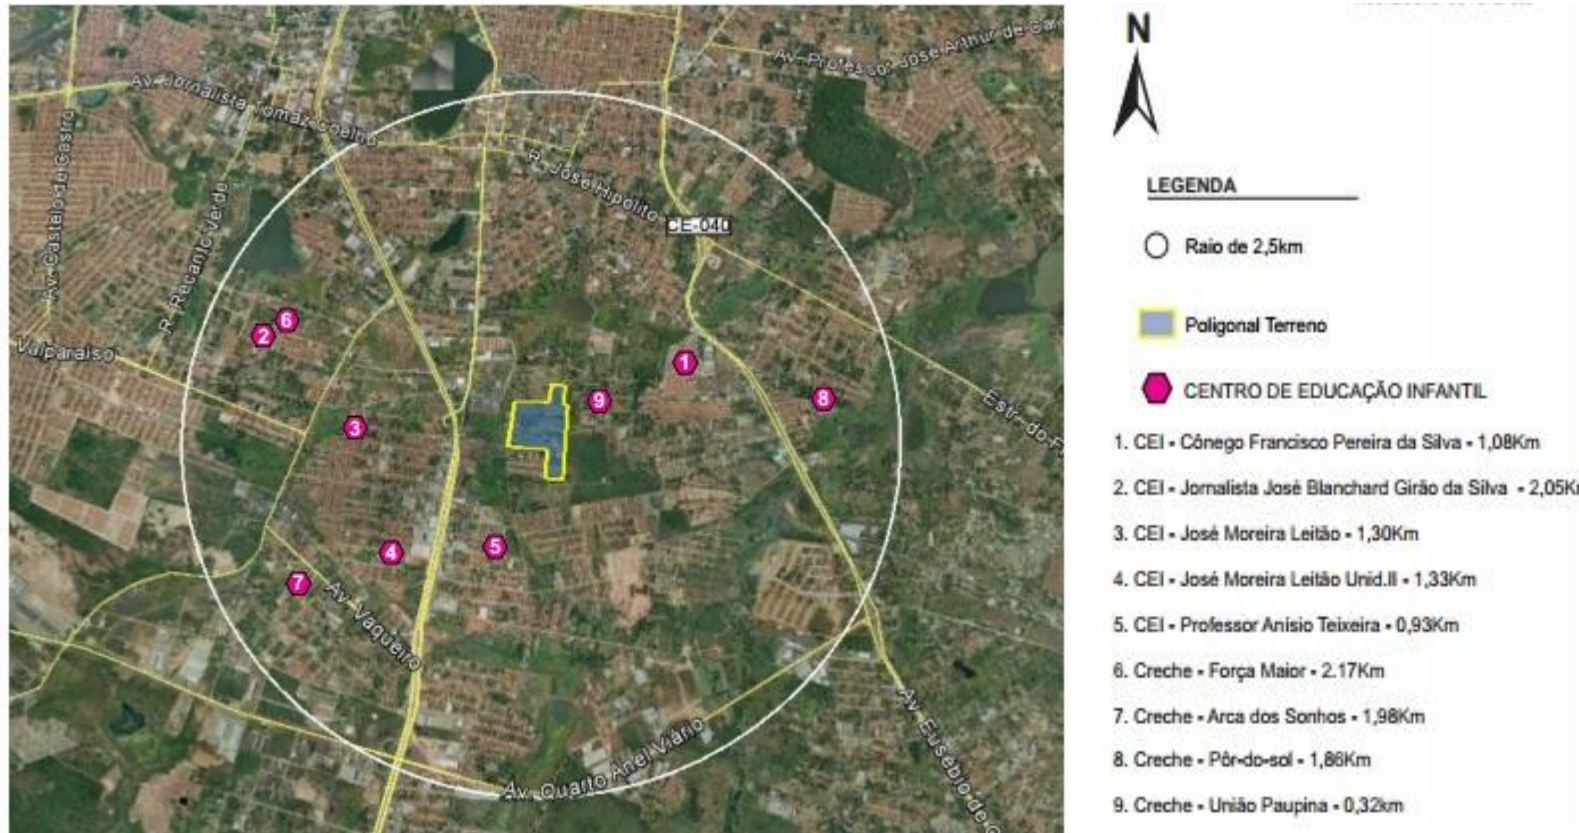 Av. Professor José Arthur de Car
Av. Jornalista Tomaz Coelho
Av. Castelo de Castro
R. Recanto Verde
R. José Hipólito
CE-040
Valparaíso
Estr. do F
Av. Vaqueiro
Av. Quarto Anel Viário
Av. Eusébio de Q
6
2
1
9
8
3
4
5
7
N
LEGENDA
Raio de 2,5km
Poligonal Terreno
CENTRO DE EDUCAÇÃO INFANTIL
1. CEI - Cônego Francisco Pereira da Silva - 1,08Km
2. CEI - Jornalista José Blanchard Girão da Silva - 2,05K
3. CEI - José Moreira Leitão - 1,30Km
4. CEI - José Moreira Leitão Unid.II - 1,33Km
5. CEI - Professor Anísio Teixeira - 0,93Km
6. Creche - Força Maior - 2.17Km
7. Creche - Arca dos Sonhos - 1,98Km
8. Creche - Pôr-do-sol - 1,86Km
9. Creche - União Paupina - 0,32km